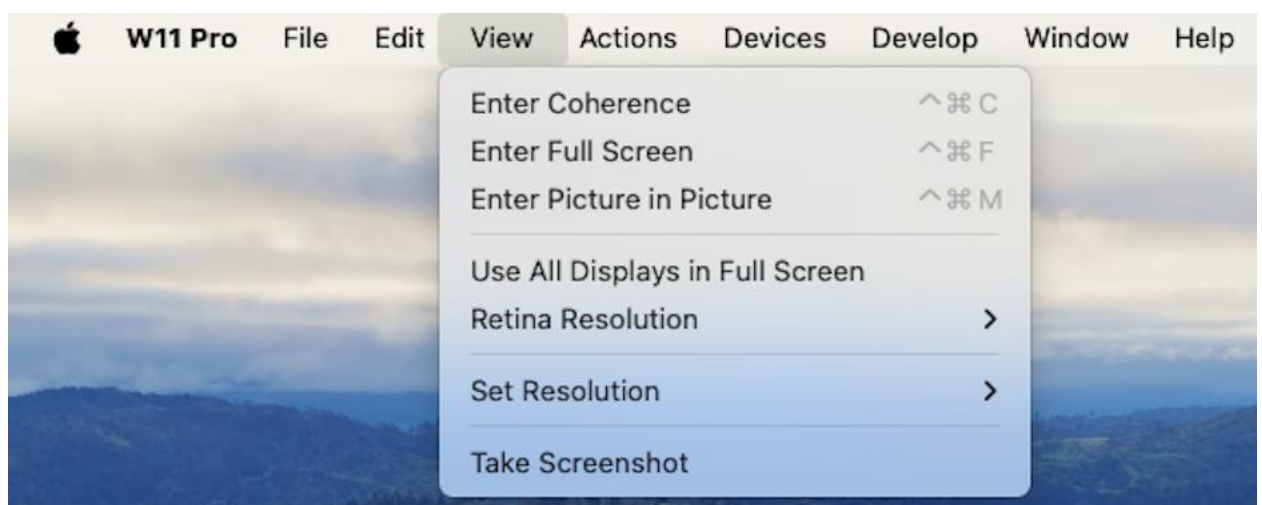 W11 Pro File Edit View Actions Devices Develop Window Help
Enter Coherence ^⌘C
Enter Full Screen ^⌘F
Enter Picture in Picture ^⌘M
Use All Displays in Full Screen
Retina Resolution >
Set Resolution >
Take Screenshot